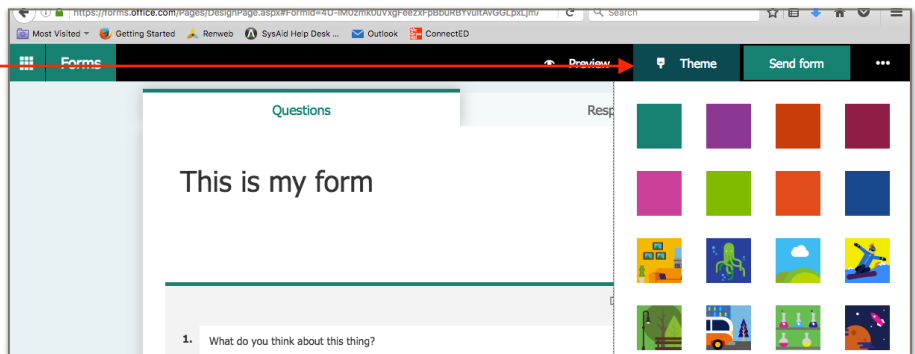 https://forms.office.com/Pages/DesignPage.aspx#FormId=
Search
Most Visited Getting Started Renweb SysAid Help Desk ... Outlook ConnectED
Forms Preview Theme Send form •••
Questions Resp
This is my form
1. What do you think about this thing?